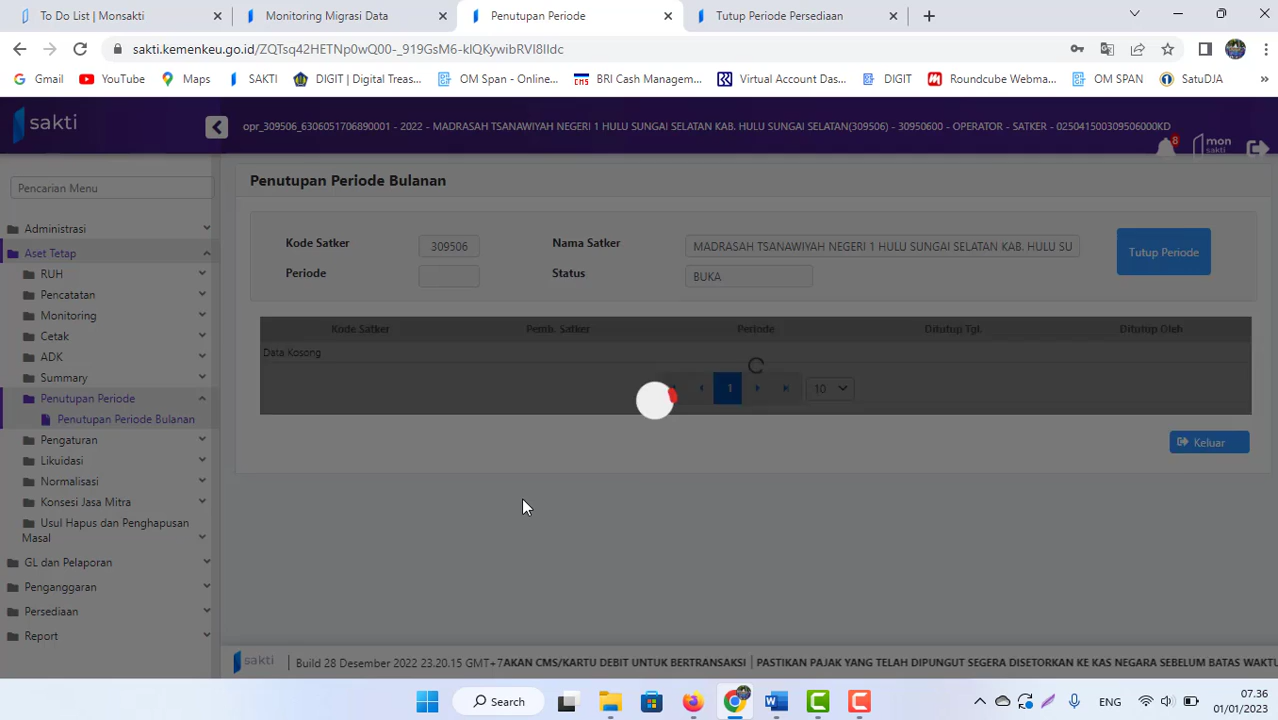 To Do List | Monsakti
Monitoring Migrasi Data
Penutupan Periode
Tutup Periode Persediaan
sakti.kemenkeu.go.id/ZQTsq42HETNp0wQ00-_919GsM6-kIQKywibRVI8lIdc
Gmail
YouTube
Maps
SAKTI
DIGIT | Digital Treas...
OM Span - Online...
CMS
BRI Cash Managem...
Virtual Account Das...
DIGIT
Roundcube Webma...
OM SPAN
SatuDJA
sakti
opr_309506_6306051706890001 - 2022 - MADRASAH TSANAWIYAH NEGERI 1 HULU SUNGAI SELATAN KAB. HULU SUNGAI SELATAN(309506) - 30950600 - OPERATOR - SATKER - 025041500309506000KD
8
mon
sakti
Pencarian Menu
Administrasi
Aset Tetap
RUH
Pencatatan
Monitoring
Cetak
ADK
Summary
Penutupan Periode
Penutupan Periode Bulanan
Pengaturan
Likuidasi
Normalisasi
Konsesi Jasa Mitra
Usul Hapus dan Penghapusan
Masal
GL dan Pelaporan
Penganggaran
Persediaan
Report
Penutupan Periode Bulanan
Kode Satker
309506
Nama Satker
MADRASAH TSANAWIYAH NEGERI 1 HULU SUNGAI SELATAN KAB. HULU SU
Tutup Periode
Periode
Status
BUKA
Kode Satker
Pemb. Satker
Periode
Ditutup Tgl.
Ditutup Oleh
Data Kosong
1
10
Keluar
sakti
Build 28 Desember 2022 23.20.15 GMT+7
AKAN CMS/KARTU DEBIT UNTUK BERTRANSAKSI | PASTIKAN PAJAK YANG TELAH DIPUNGUT SEGERA DISETORKAN KE KAS NEGARA SEBELUM BATAS WAKTU
Search
ENG
07.36
01/01/2023